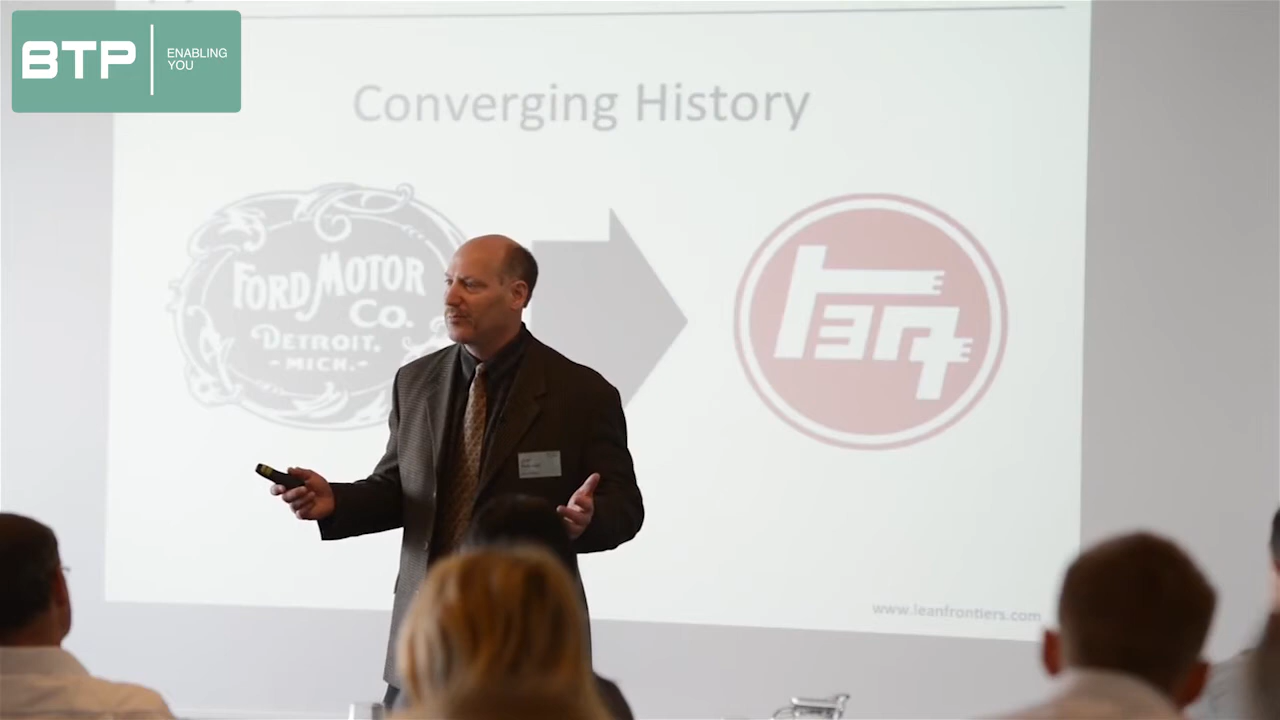 BTP
ENABLING
YOU
Converging History
FORD MOTOR
CO.
DETROIT,
-MICH.-
www.leanfrontiers.com